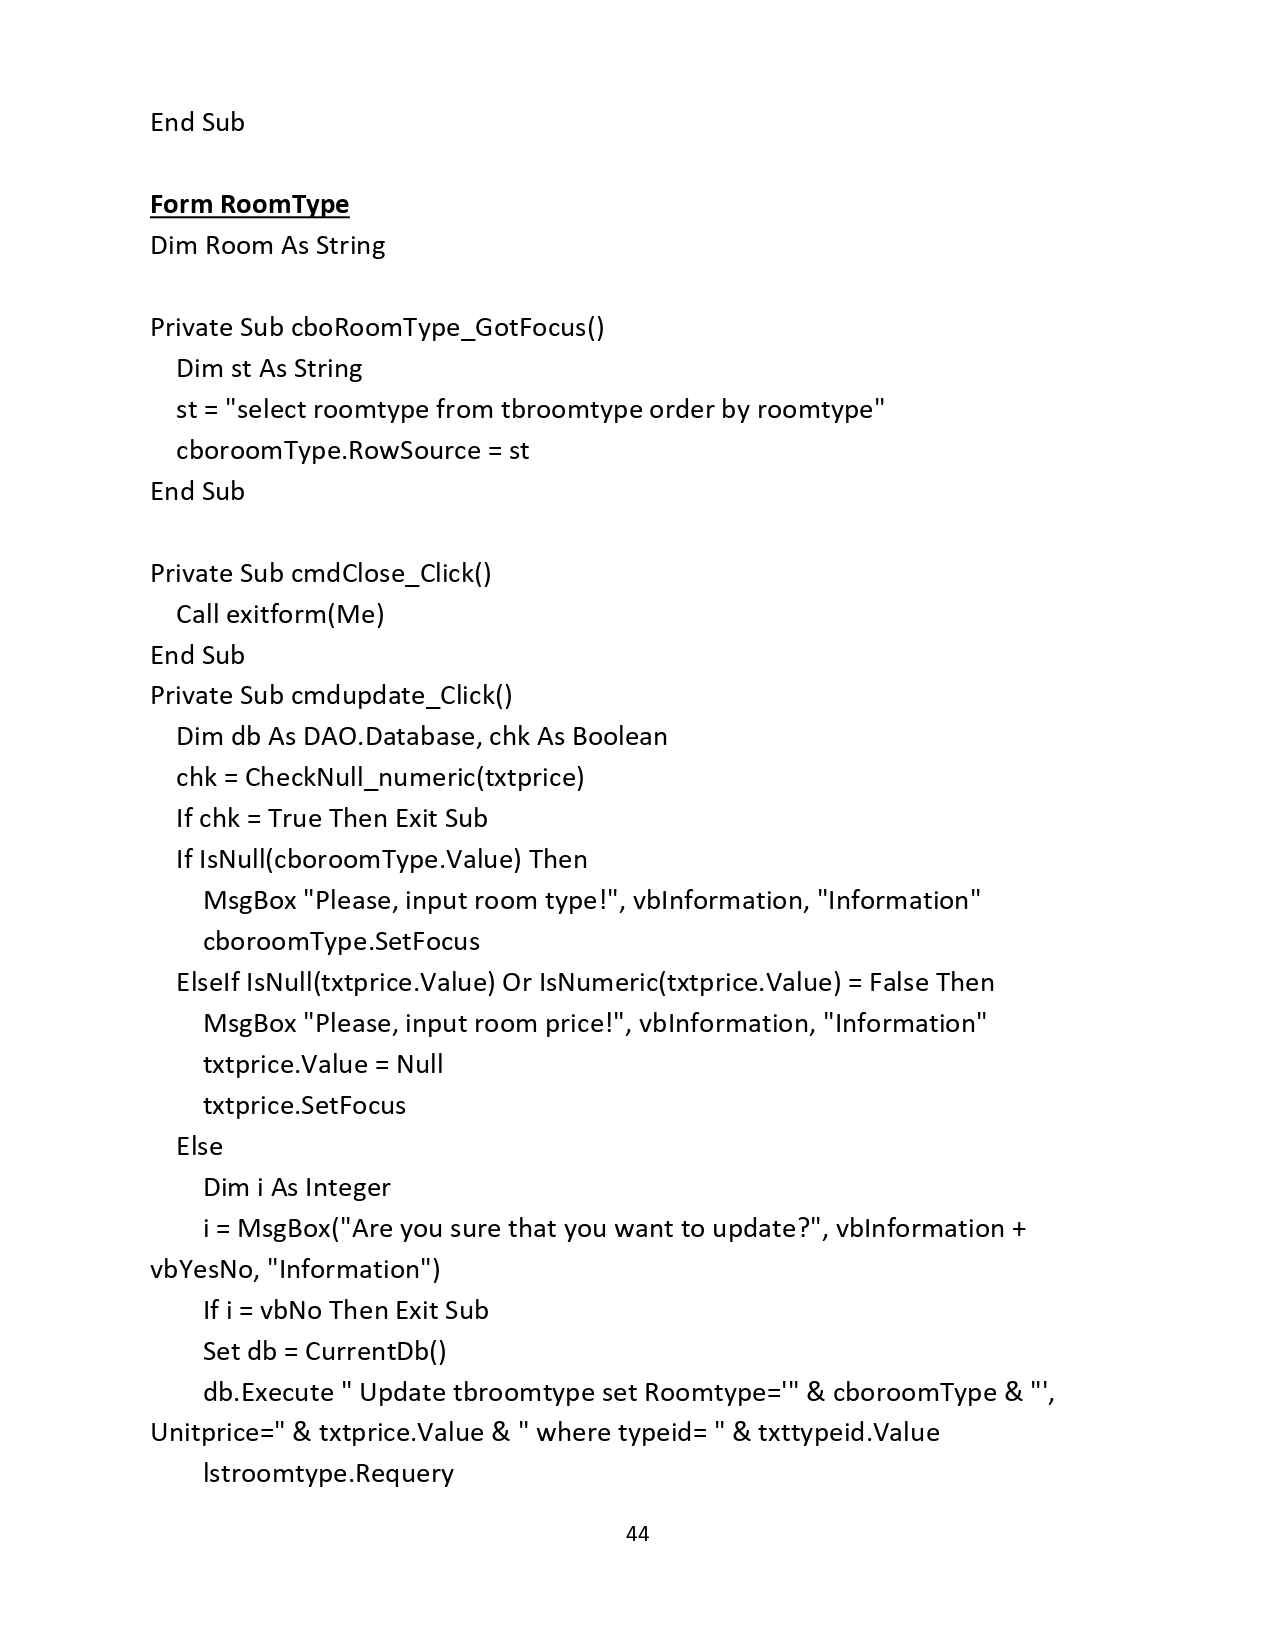 End Sub
Form RoomType
Dim Room As String
Private Sub cboRoomType_GotFocus()
Dim st As String
st = "select roomtype from tbroomtype order by roomtype"
cboroomType.RowSource = st
End Sub
Private Sub cmdClose_Click()
Call exitform(Me)
End Sub
Private Sub cmdupdate_Click()
Dim db As DAO.Database, chk As Boolean
chk = CheckNull_numeric(txtprice)
If chk = True Then Exit Sub
If IsNull(cboroomType.Value) Then
MsgBox "Please, input room type!", vbInformation, "Information"
cboroomType.SetFocus
ElseIf IsNull(txtprice.Value) Or IsNumeric(txtprice.Value) = False Then
MsgBox "Please, input room price!", vbInformation, "Information"
txtprice.Value = Null
txtprice.SetFocus
Else
Dim i As Integer
i = MsgBox("Are you sure that you want to update?", vbInformation +
vbYesNo, "Information")
If i = vbNo Then Exit Sub
Set db = CurrentDb()
db.Execute " Update tbroomtype set Roomtype='" & cboroomType & "',
Unitprice=" & txtprice.Value & " where typeid= " & txttypeid.Value
lstroomtype.Requery
44